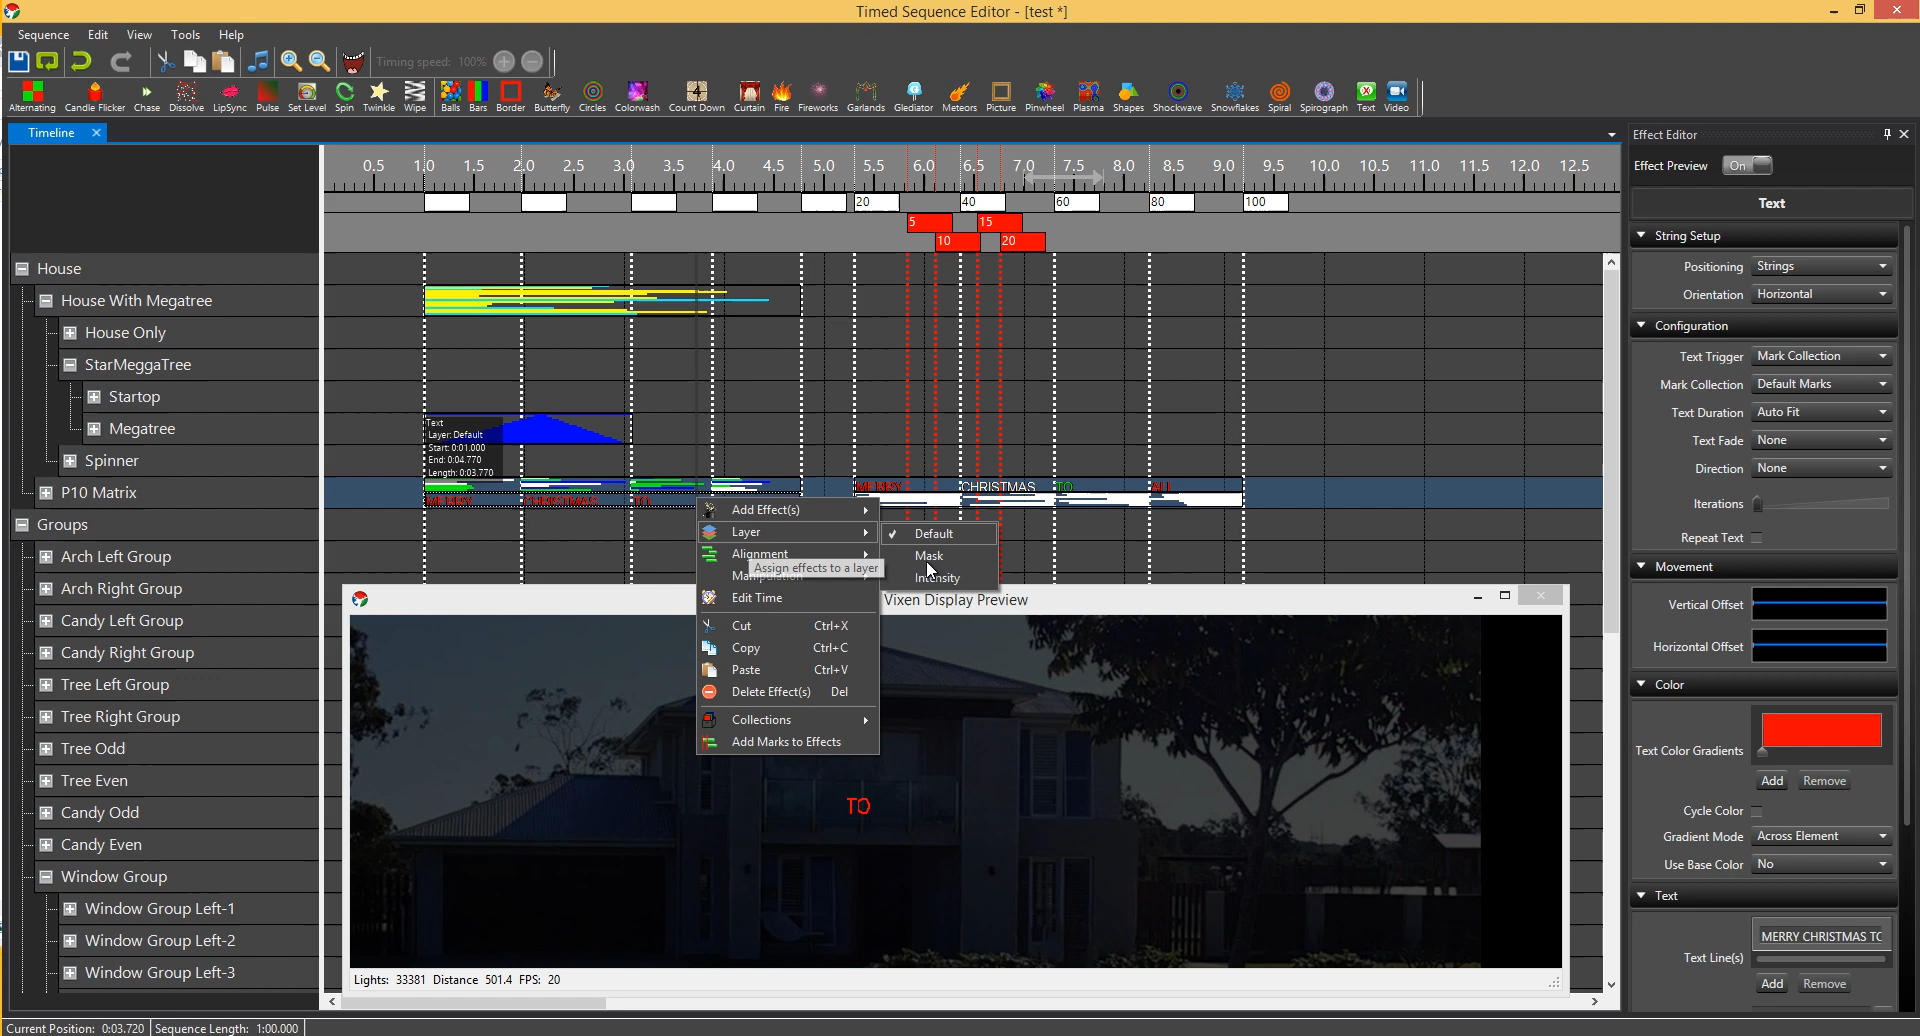 Timed Sequence Editor - [test *]
Sequence Edit View Tools Help
Timing speed: 100%
Alternating Candle Flicker Chase Dissolve LipSync Pulse Set Level Spin Twinkle Wipe Balls Bars Border Butterfly Circles Colorwash Count Down Curtain Fire Fireworks Garlands Glediator Meteors Picture Pinwheel Plasma Shapes Shockwave Snowflakes Spiral Spirograph Text Video
Timeline
Effect Editor
0.5 1.0 1.5 2.0 2.5 3.0 3.5 4.0 4.5 5.0 5.5 6.0 6.5 7.0 7.5 8.0 8.5 9.0 9.5 10.0 10.5 11.0 11.5 12.0 12.5
Effect Preview On
20 40 60 80 100
Text
5 15
10 20
String Setup
Positioning Strings
Orientation Horizontal
Configuration
Text Trigger Mark Collection
Mark Collection Default Marks
Text Duration Auto Fit
Text Fade None
Direction None
Iterations
Repeat Text
Movement
Vertical Offset
Horizontal Offset
Color
Text Color Gradients
Add Remove
Cycle Color
Gradient Mode Across Element
Use Base Color No
Text
Text Line(s) MERRY CHRISTMAS TO
Add Remove
House
House With Megatree
House Only
StarMeggaTree
Startop
Megatree
Spinner
P10 Matrix
Groups
Arch Left Group
Arch Right Group
Candy Left Group
Candy Right Group
Tree Left Group
Tree Right Group
Tree Odd
Tree Even
Candy Odd
Candy Even
Window Group
Window Group Left-1
Window Group Left-2
Window Group Left-3
Text
Layer: Default
Start: 0:01.000
End: 0:04.770
Length: 0:03.770
MERRY CHRISTMAS TO ALL
MERRY CHRISTMAS TO
Add Effect(s)
Layer
Alignment
Manipulation
Edit Time
Cut Ctrl+X
Copy Ctrl+C
Paste Ctrl+V
Delete Effect(s) Del
Collections
Add Marks to Effects
Assign effects to a layer
Default
Mask
Intensity
Vixen Display Preview
TO
Lights: 33381 Distance 501.4 FPS: 20
Current Position: 0:03.720 Sequence Length: 1:00.000